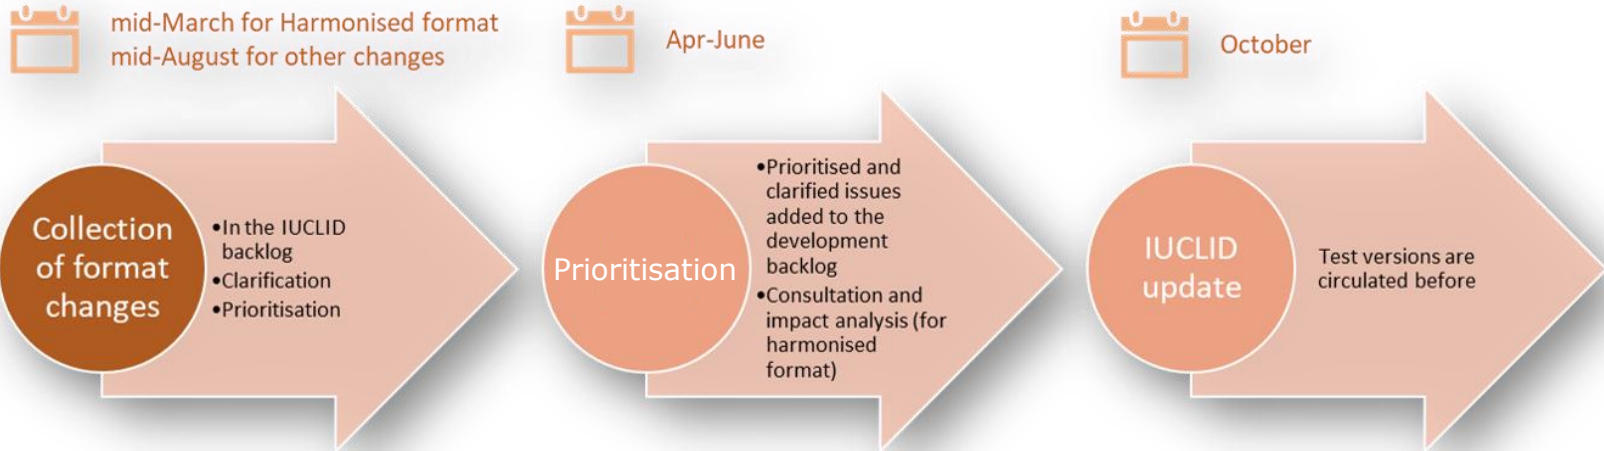 mid-March for Harmonised format
mid-August for other changes
Collection
of format
changes
•In the IUCLID
backlog
•Clarification
•Prioritisation
Apr-June
Prioritisation
•Prioritised and
clarified issues
added to the
development
backlog
•Consultation and
impact analysis (for
harmonised
format)
October
IUCLID
update
Test versions are
circulated before